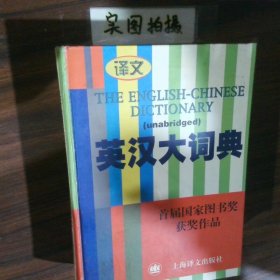 实图拍摄
译文
THE ENGLISH-CHINESE
DICTIONARY
(unabridged)
英汉大词典
首届国家图书奖
获奖作品
上海译文出版社